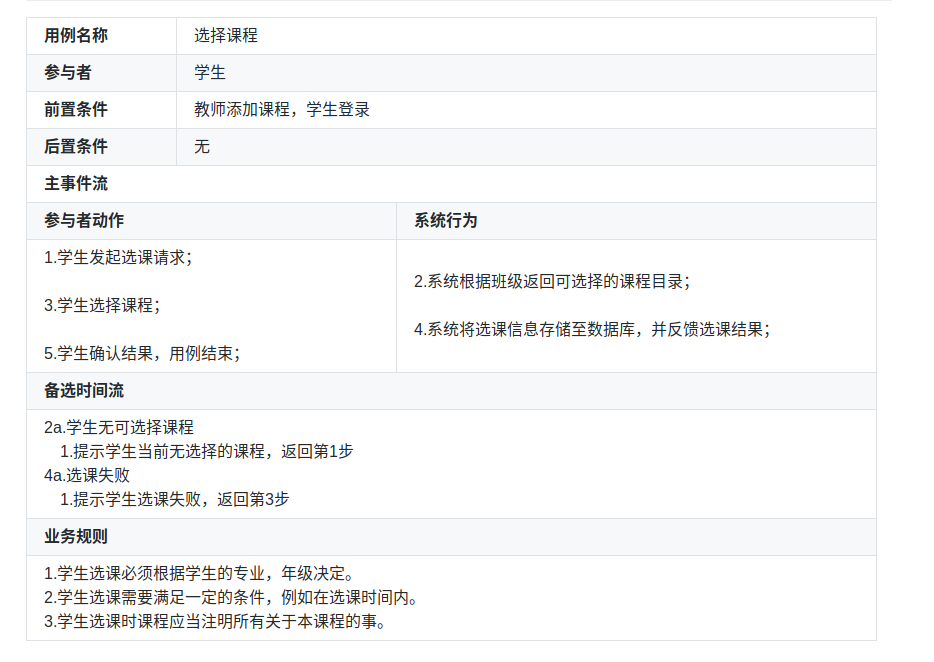 用例名称 选择课程
参与者 学生
前置条件 教师添加课程，学生登录
后置条件 无
主事件流
参与者动作 系统行为
1.学生发起选课请求；
2.系统根据班级返回可选择的课程目录；
3.学生选择课程；
4.系统将选课信息存储至数据库，并反馈选课结果；
5.学生确认结果，用例结束；
备选时间流
2a.学生无可选择课程
1.提示学生当前无选择的课程，返回第1步
4a.选课失败
1.提示学生选课失败，返回第3步
业务规则
1.学生选课必须根据学生的专业，年级决定。
2.学生选课需要满足一定的条件，例如在选课时间内。
3.学生选课时课程应当注明所有关于本课程的事。